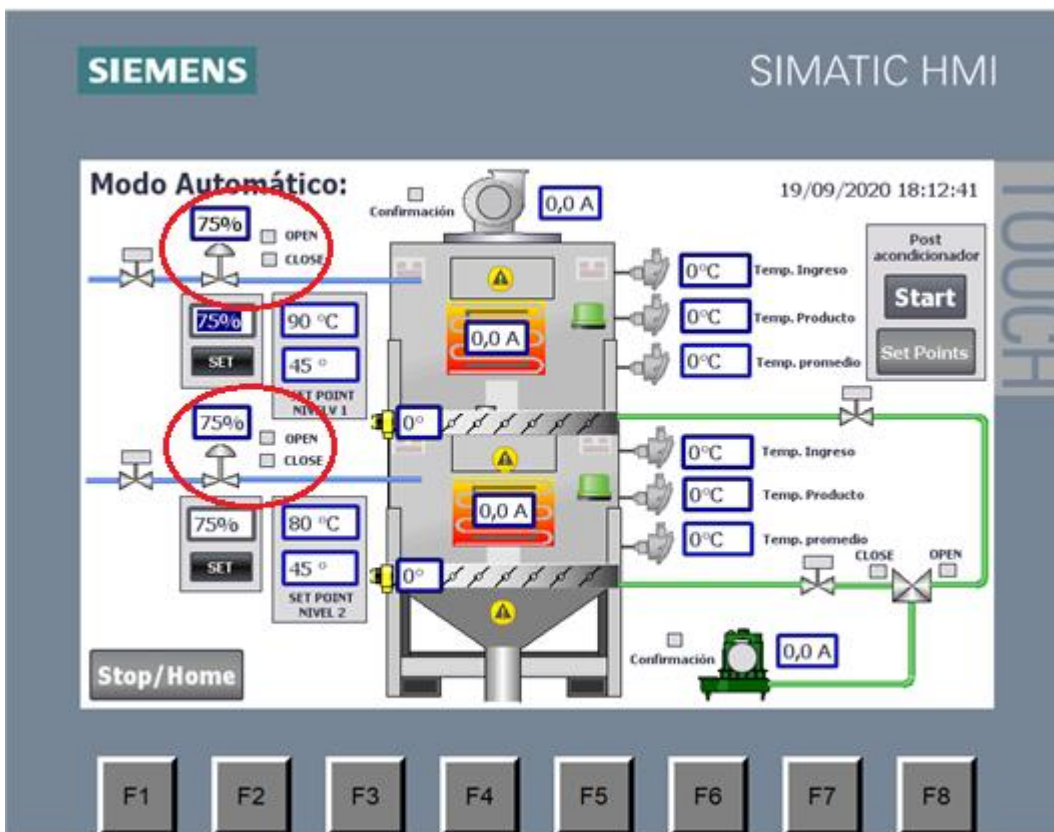 SIEMENS
SIMATIC HMI
TOUCH
Modo Automático:
19/09/2020 18:12:41
Confirmación
0,0 A
75%
OPEN
CLOSE
75%
SET
90 °C
45 °
SET POINT
NIVELV 1
0,0 A
0°C Temp. Ingreso
0°C Temp. Producto
0°C Temp. promedio
Post
acondicionador
Start
Set Points
75%
OPEN
CLOSE
0°
75%
SET
80 °C
45 °
SET POINT
NIVEL 2
0,0 A
0°
0°C Temp. Ingreso
0°C Temp. Producto
0°C Temp. promedio
CLOSE
OPEN
Confirmación
0,0 A
Stop/Home
F1 F2 F3 F4 F5 F6 F7 F8